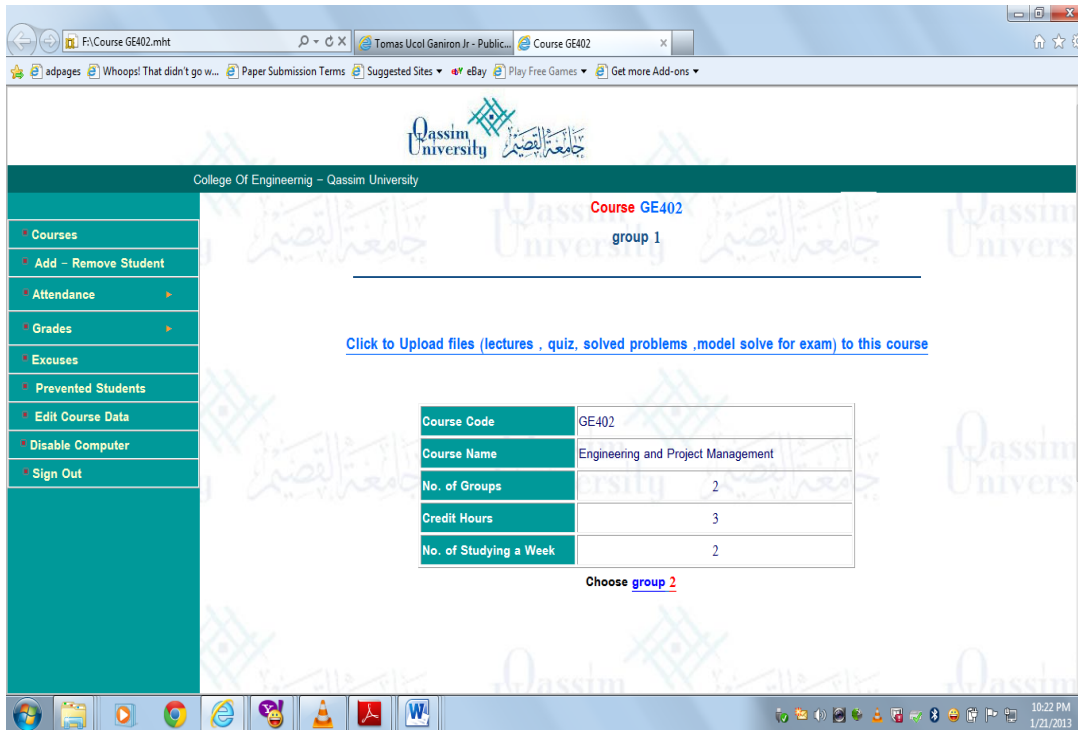 F:\Course GE402.mht
Tomas Ucol Ganiron Jr - Public...
Course GE402
adpages
Whoops! That didn't go w...
Paper Submission Terms
Suggested Sites
eBay
Play Free Games
Get more Add-ons
Qassim University
جامعة القصيم
College Of Engineernig – Qassim University
Course GE402
group 1
Courses
Add – Remove Student
Attendance
Grades
Excuses
Prevented Students
Edit Course Data
Disable Computer
Sign Out
Click to Upload files (lectures , quiz, solved problems ,model solve for exam) to this course
Course Code GE402
Course Name Engineering and Project Management
No. of Groups 2
Credit Hours 3
No. of Studying a Week 2
Choose group 2
10:22 PM
1/21/2013